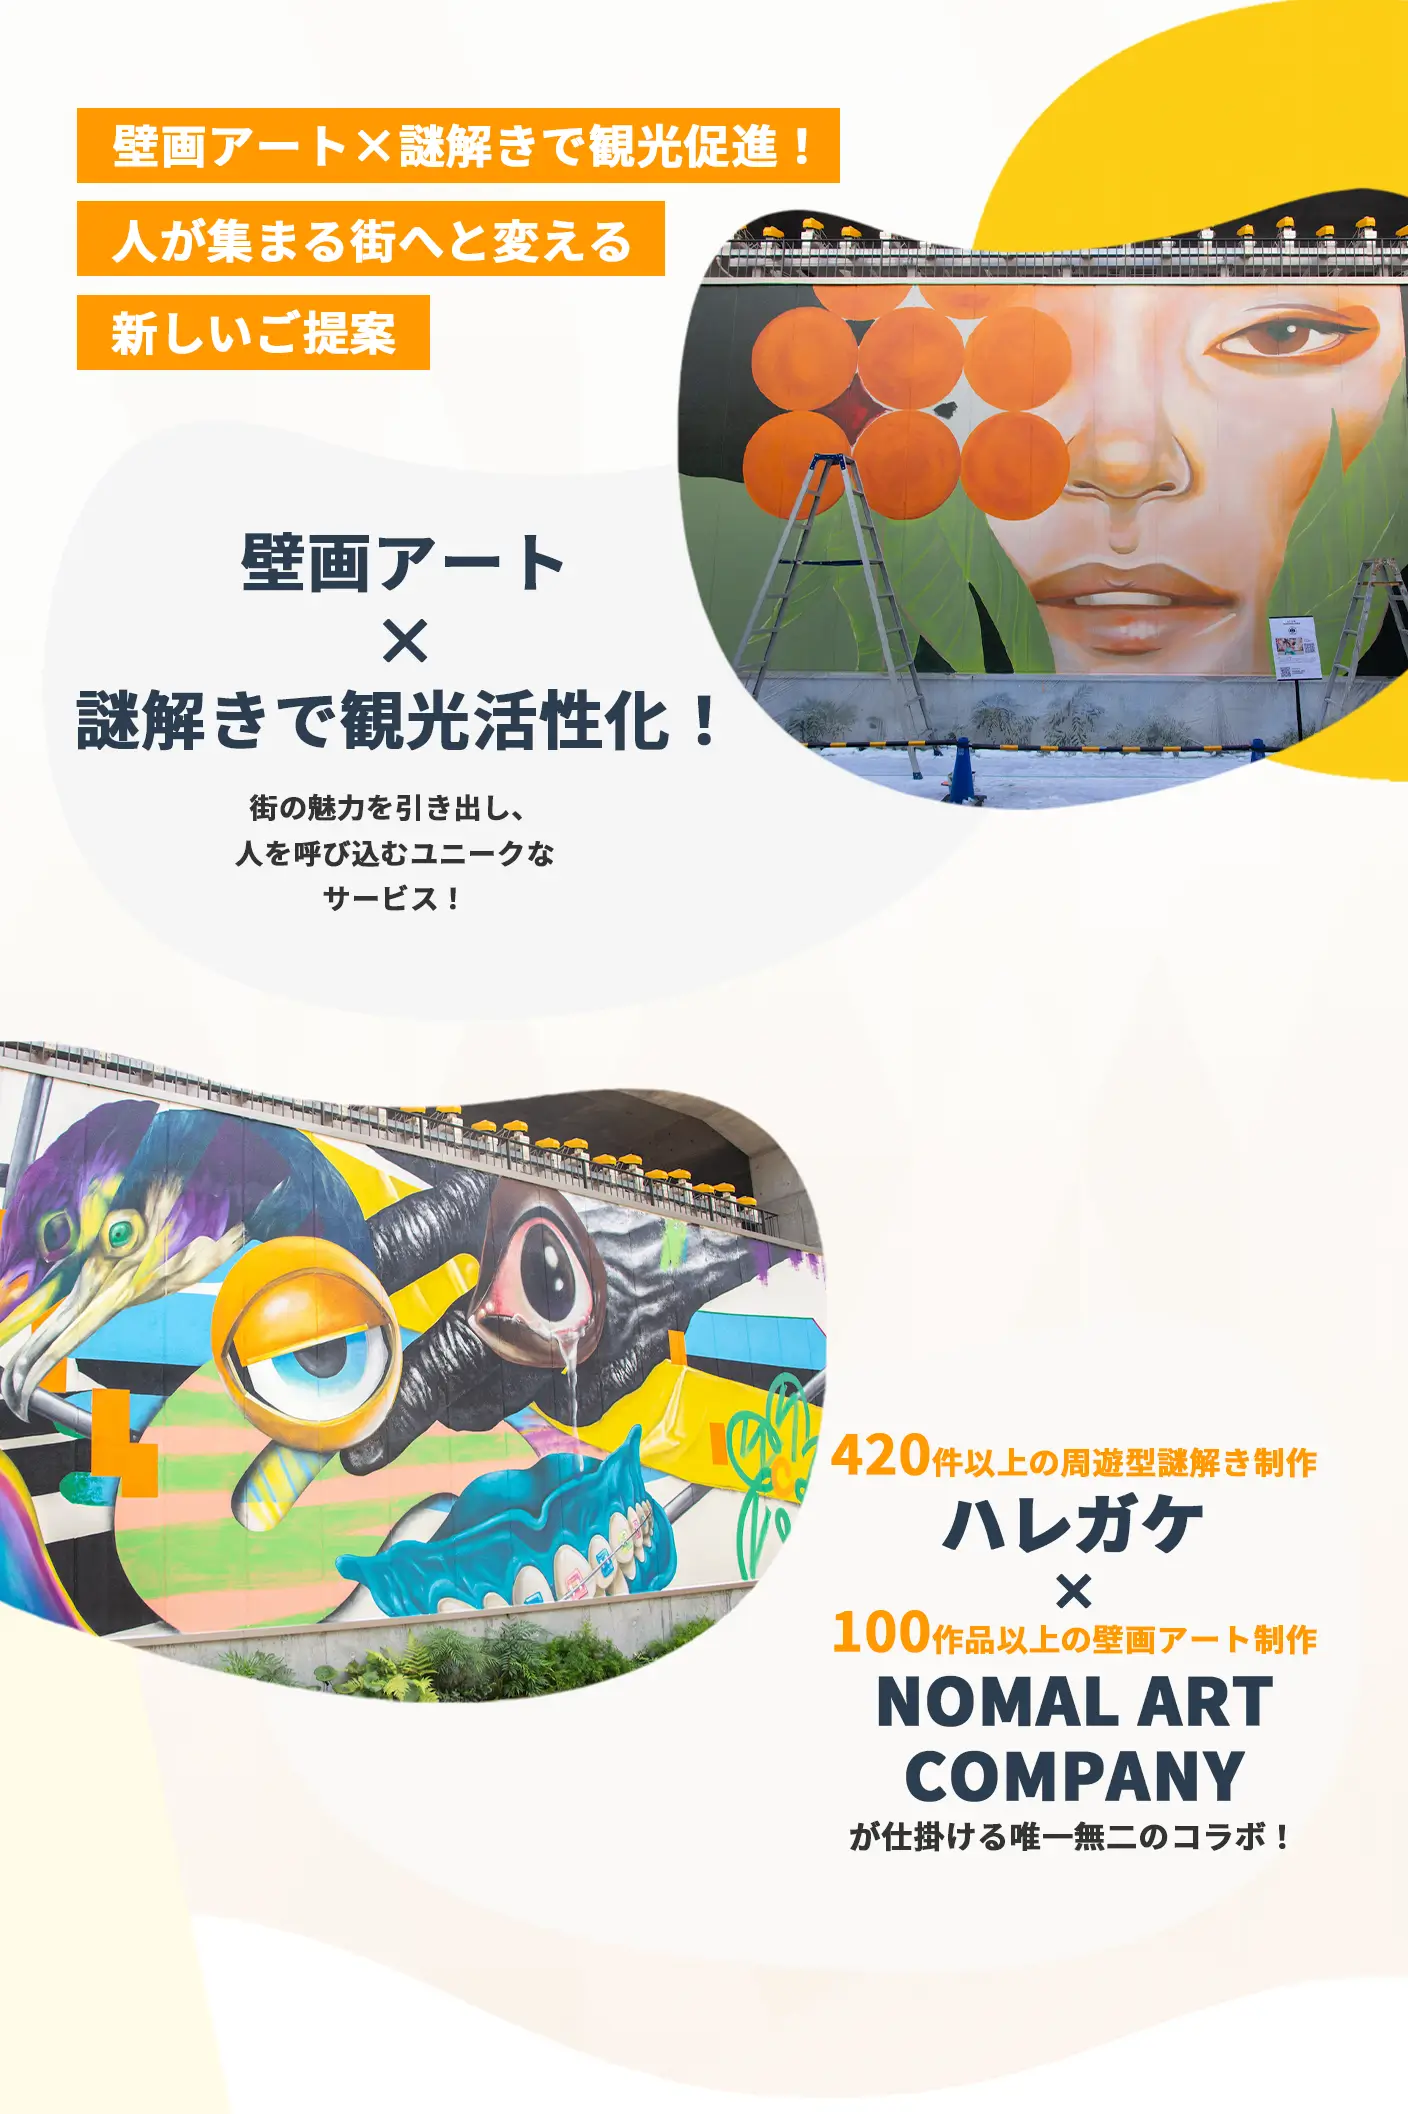 壁画アート×謎解きで観光促進！
人が集まる街へと変える
新しいご提案
壁画アート
×
謎解きで観光活性化！
街の魅力を引き出し、
人を呼び込むユニークな
サービス！
420件以上の周遊型謎解き制作
ハレガケ
×
100作品以上の壁画アート制作
NOMAL ART
COMPANY
が仕掛ける唯一無二のコラボ！